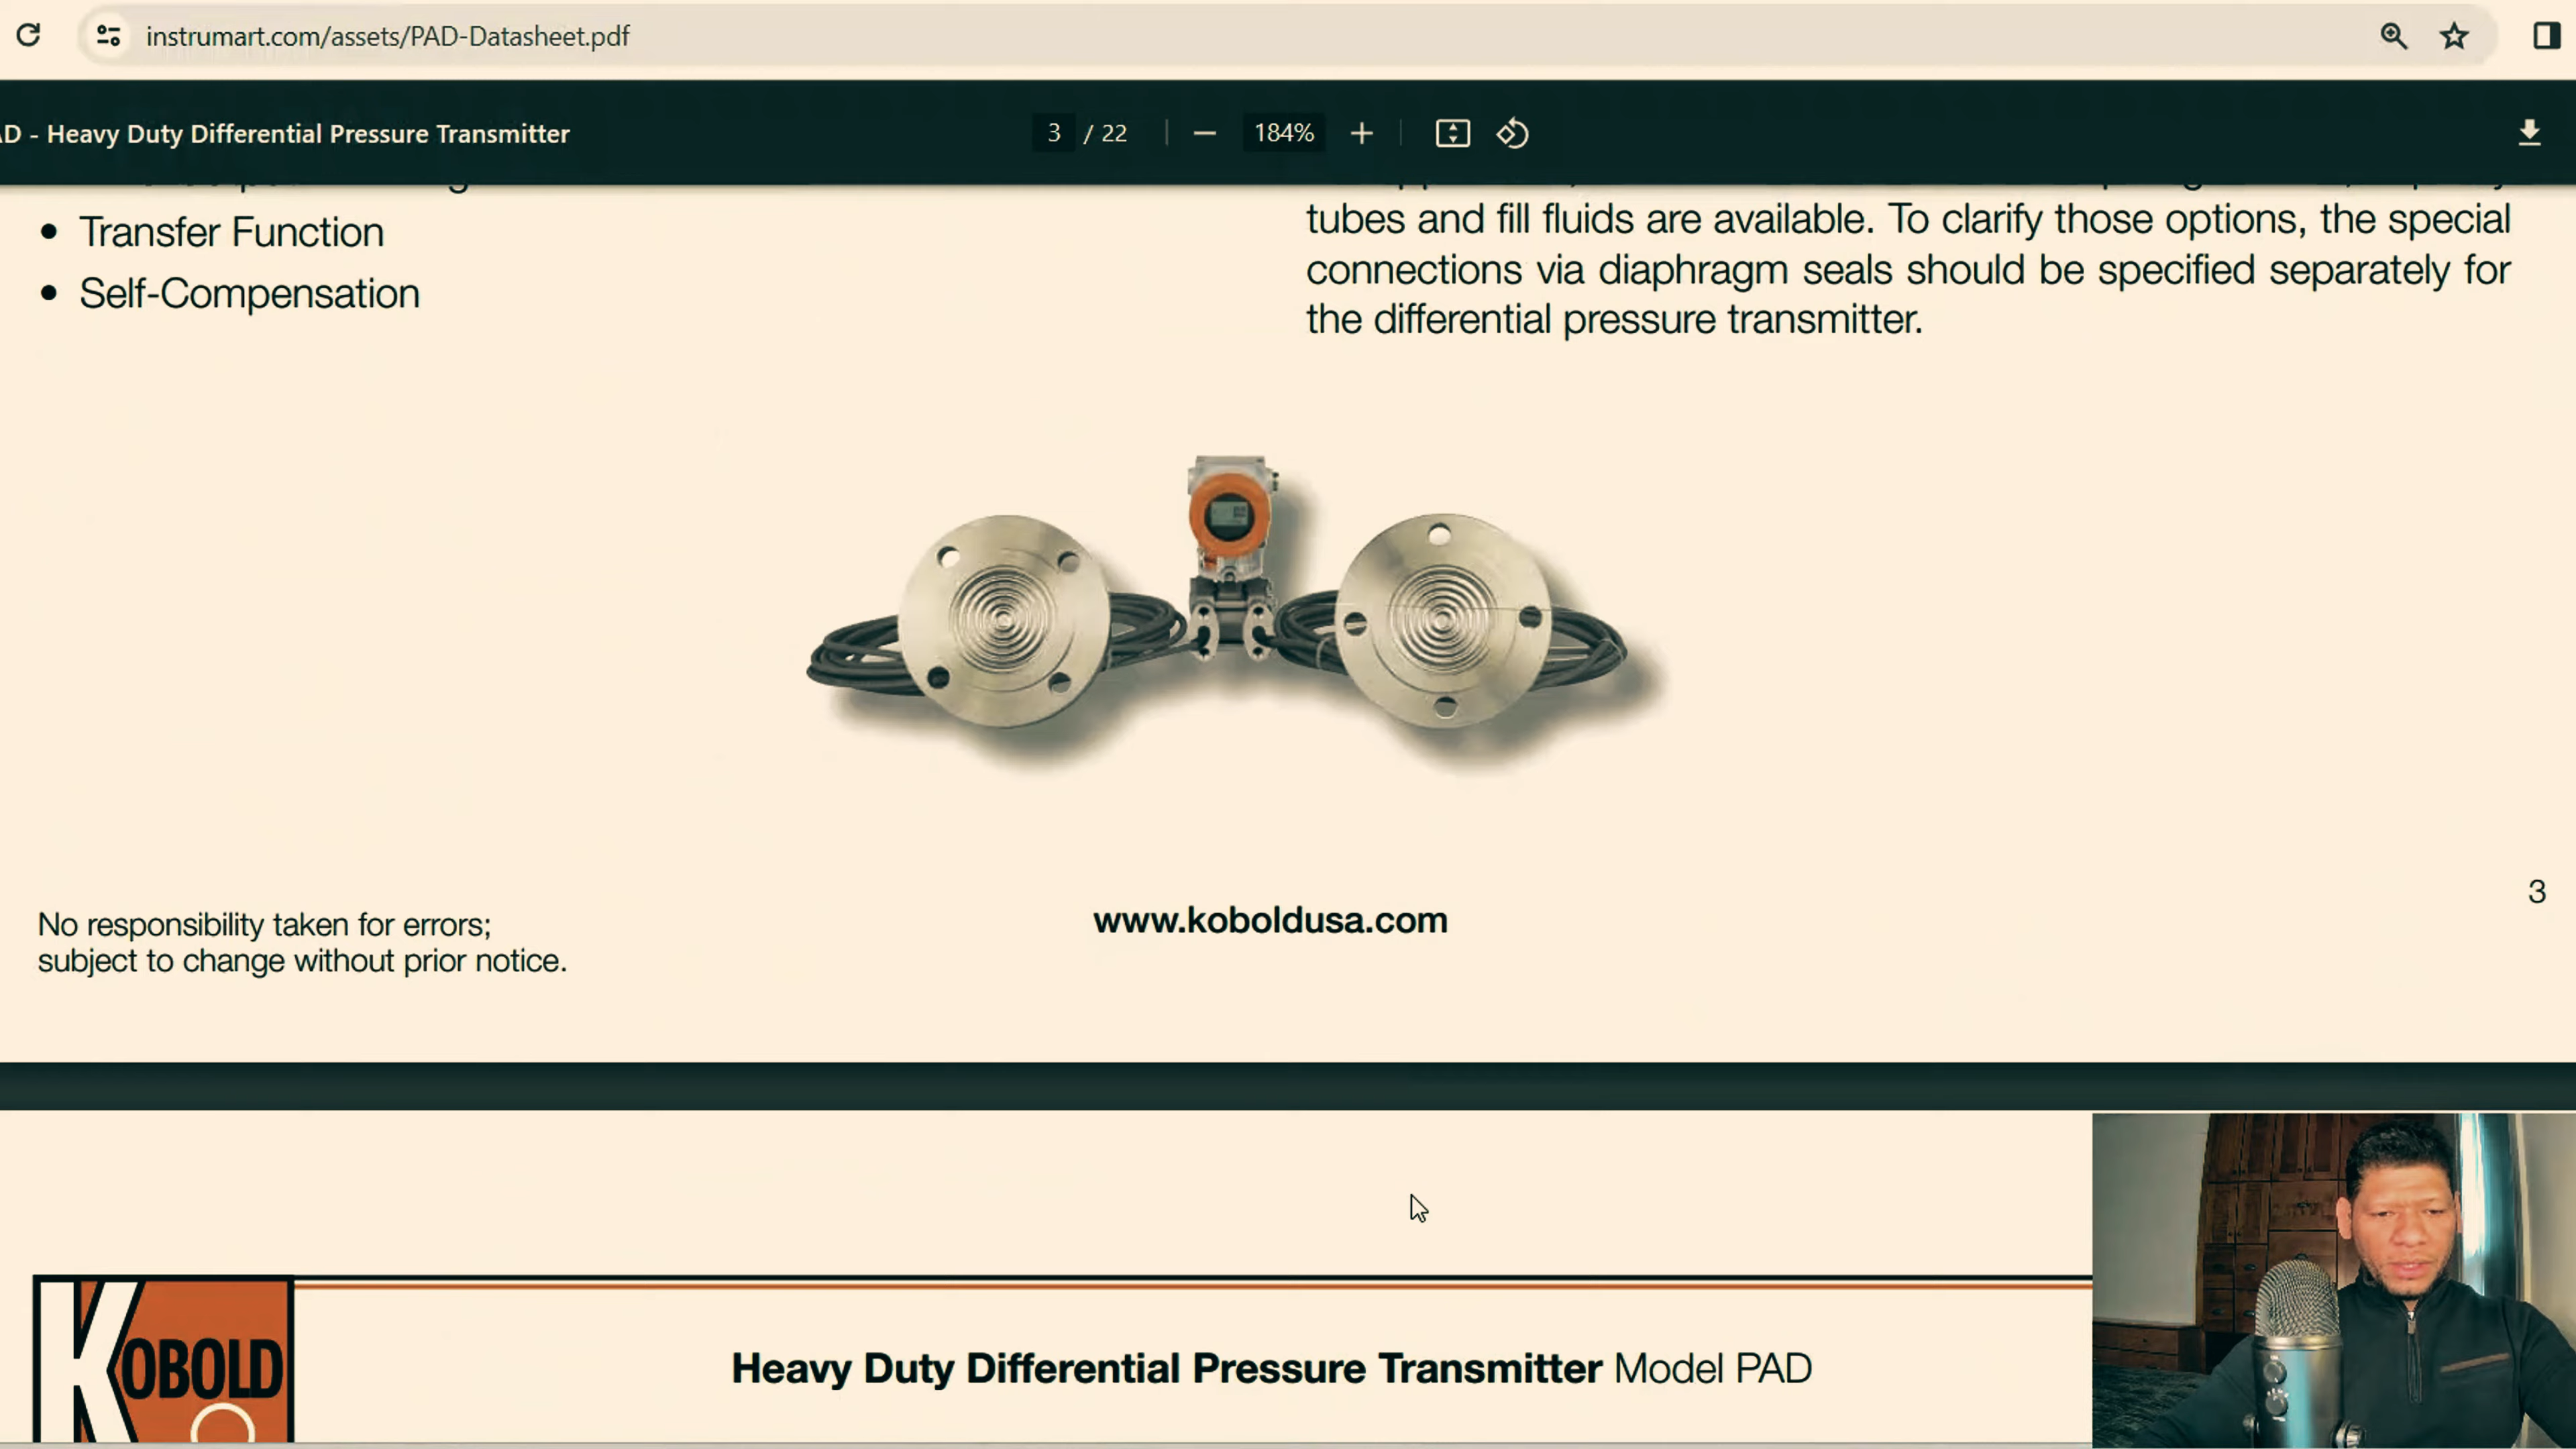 instrumart.com/assets/PAD-Datasheet.pdf
D - Heavy Duty Differential Pressure Transmitter
3 / 22
184%
• Transfer Function
• Self-Compensation
tubes and fill fluids are available. To clarify those options, the special
connections via diaphragm seals should be specified separately for
the differential pressure transmitter.
3
No responsibility taken for errors;
subject to change without prior notice.
www.koboldusa.com
KOBOLD
Heavy Duty Differential Pressure Transmitter Model PAD